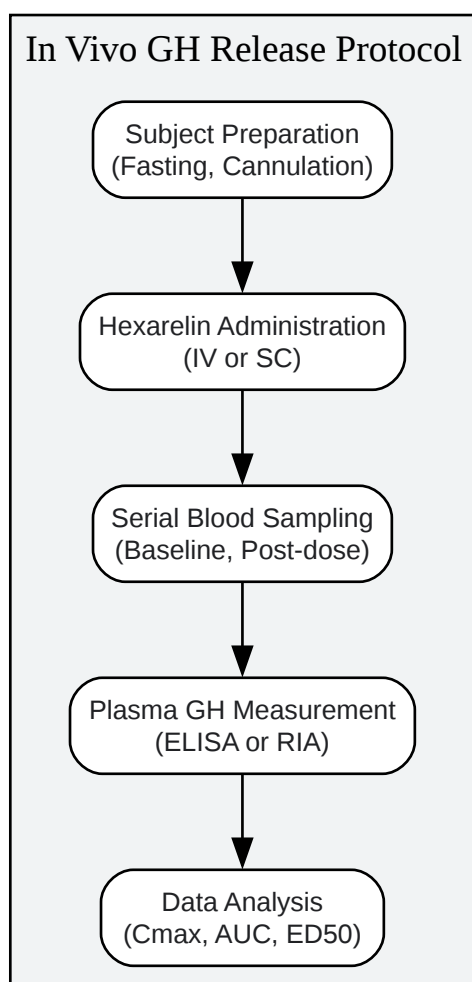 In Vivo GH Release Protocol
Subject Preparation
(Fasting, Cannulation)
Hexarelin Administration
(IV or SC)
Serial Blood Sampling
(Baseline, Post-dose)
Plasma GH Measurement
(ELISA or RIA)
Data Analysis
(Cmax, AUC, ED50)